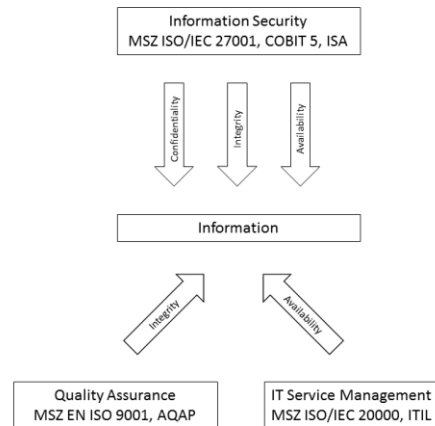 Information Security
MSZ ISO/IEC 27001, COBIT 5, ISA
Confidentiality
Integrity
Availability
Information
Integrity
Availability
Quality Assurance
MSZ EN ISO 9001, AQAP
IT Service Management
MSZ ISO/IEC 20000, ITIL